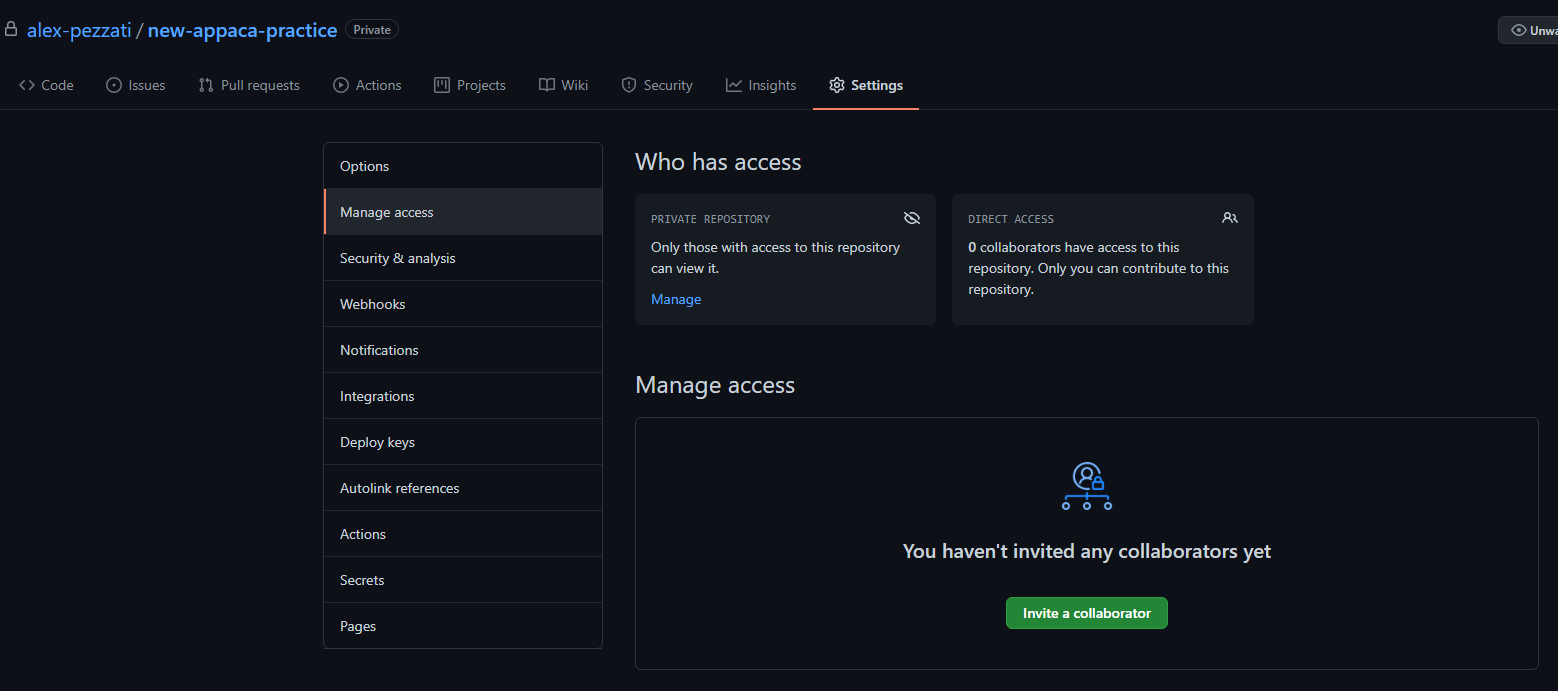 alex-pezzati / new-appaca-practice Private
Unwa
Code Issues Pull requests Actions Projects Wiki Security Insights Settings
Options
Manage access
Security & analysis
Webhooks
Notifications
Integrations
Deploy keys
Autolink references
Actions
Secrets
Pages
Who has access
PRIVATE REPOSITORY
Only those with access to this repository
can view it.
Manage
DIRECT ACCESS
0 collaborators have access to this
repository. Only you can contribute to this
repository.
Manage access
You haven't invited any collaborators yet
Invite a collaborator